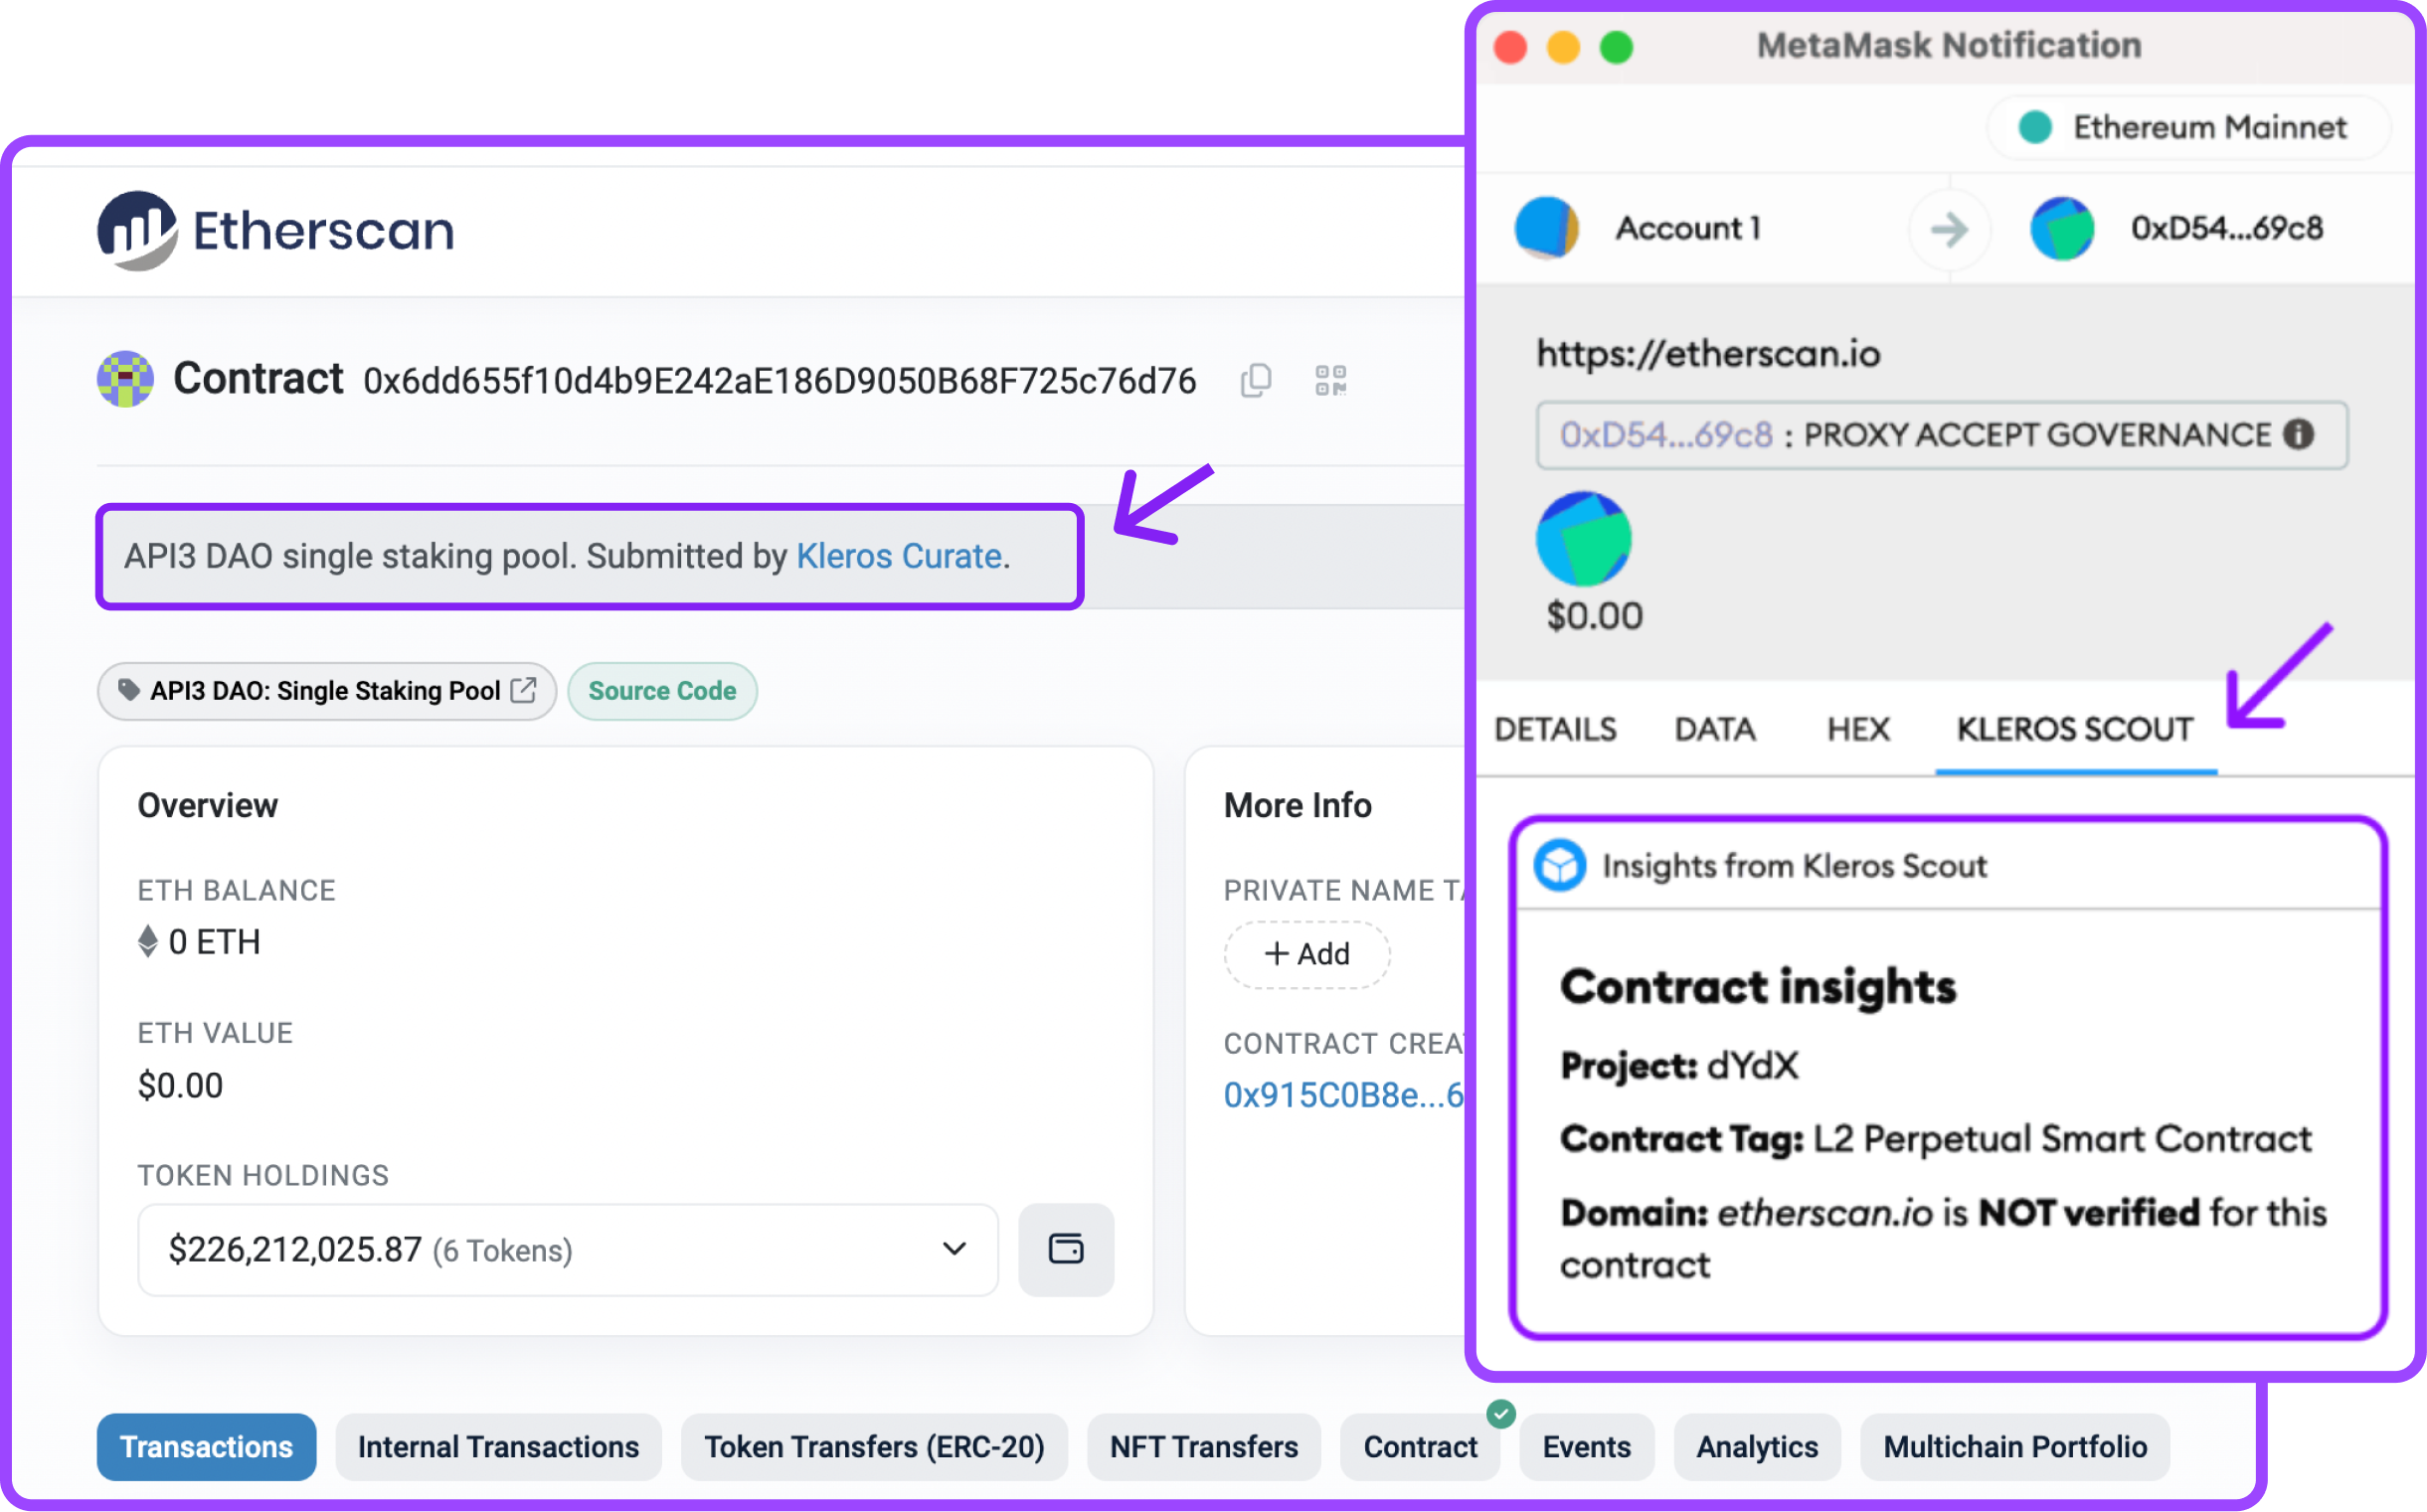 Etherscan
Contract 0x6dd655f10d4b9E242aE186D9050B68F725c76d76
API3 DAO single staking pool. Submitted by Kleros Curate.
API3 DAO: Single Staking Pool
Source Code
Overview
ETH BALANCE
0 ETH
ETH VALUE
$0.00
TOKEN HOLDINGS
$226,212,025.87 (6 Tokens)
More Info
PRIVATE NAME TA
+ Add
CONTRACT CREAT
0x915C0B8e...6
Transactions
Internal Transactions
Token Transfers (ERC-20)
NFT Transfers
Contract
Events
Analytics
Multichain Portfolio
MetaMask Notification
Ethereum Mainnet
Account 1
0xD54...69c8
https://etherscan.io
0xD54...69c8 : PROXY ACCEPT GOVERNANCE
$0.00
DETAILS
DATA
HEX
KLEROS SCOUT
Insights from Kleros Scout
Contract insights
Project: dYdX
Contract Tag: L2 Perpetual Smart Contract
Domain: etherscan.io is NOT verified for this
contract